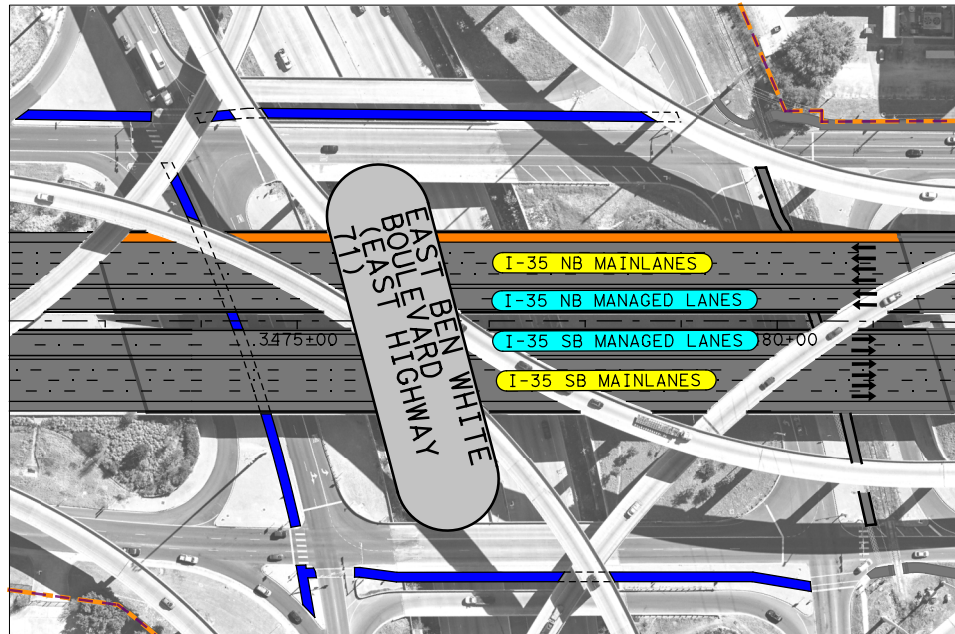 EAST BEN WHITE
BOULEVARD
(EAST HIGHWAY
71)
I-35 NB MAINLANES
I-35 NB MANAGED LANES
3475+00
I-35 SB MANAGED LANES
80+00
I-35 SB MAINLANES